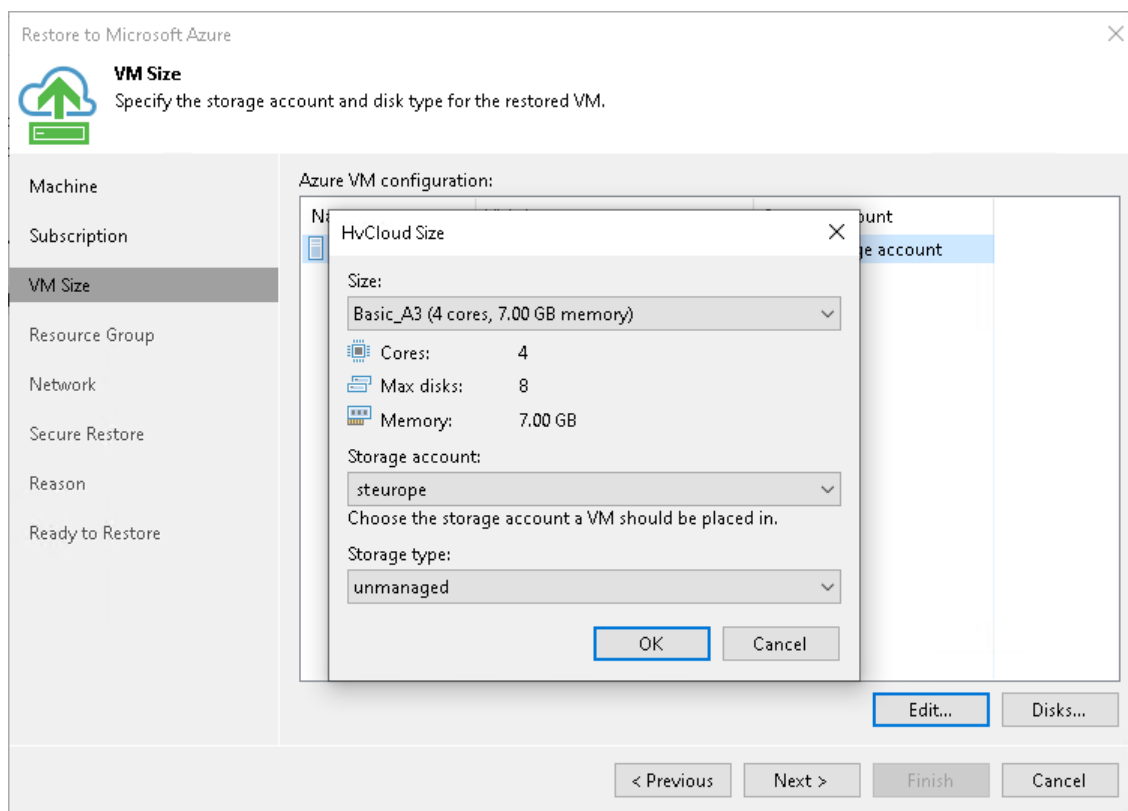 Restore to Microsoft Azure
VM Size
Specify the storage account and disk type for the restored VM.
Machine
Subscription
VM Size
Resource Group
Network
Secure Restore
Reason
Ready to Restore
Azure VM configuration:
HvCloud Size
Size:
Basic_A3 (4 cores, 7.00 GB memory)
Cores: 4
Max disks: 8
Memory: 7.00 GB
Storage account:
steurope
Choose the storage account a VM should be placed in.
Storage type:
unmanaged
OK Cancel
account
Edit... Disks...
< Previous Next > Finish Cancel